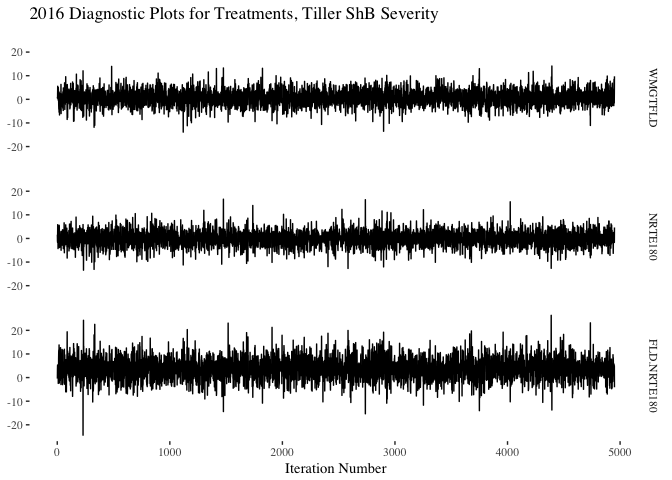 2016 Diagnostic Plots for Treatments, Tiller ShB Severity
20
10
0
-10
-20
WMGTFLD
20
10
0
-10
-20
NRTE180
20
10
0
-10
-20
FLD.NRTE180
0 1000 2000 3000 4000 5000
Iteration Number